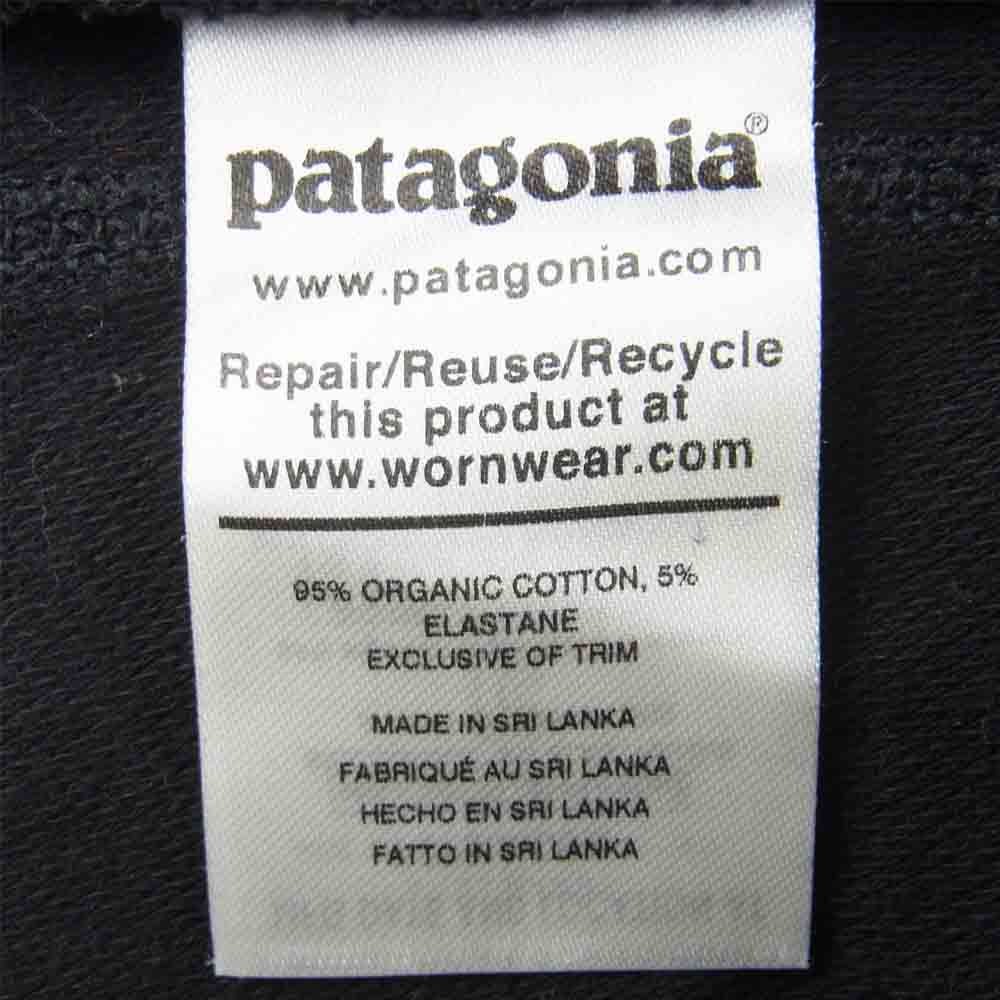 patagonia®
www.patagonia.com
Repair/Reuse/Recycle
this product at
www.wornwear.com
95% ORGANIC COTTON, 5%
ELASTANE
EXCLUSIVE OF TRIM
MADE IN SRI LANKA
FABRIQUÉ AU SRI LANKA
HECHO EN SRI LANKA
FATTO IN SRI LANKA